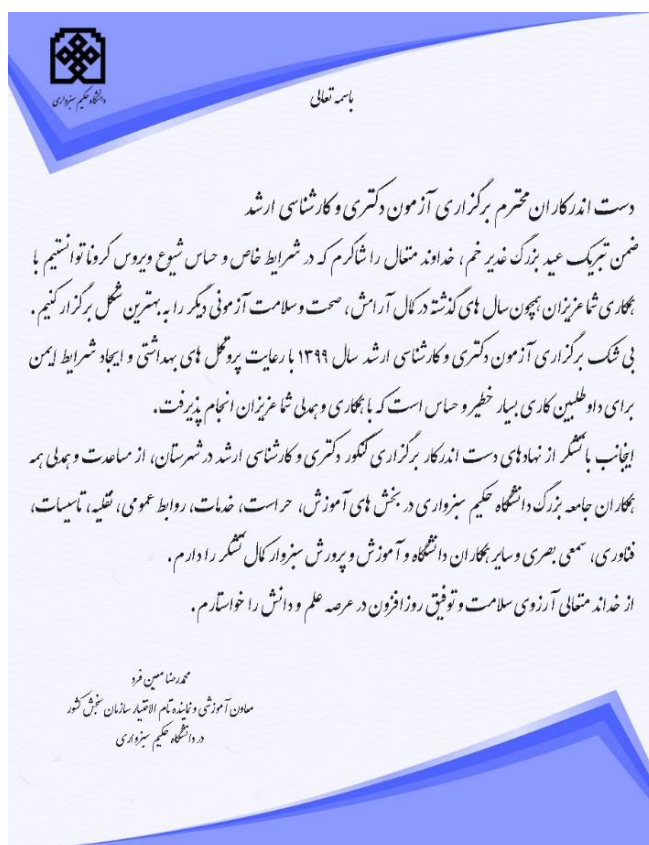 دانشگاه حکیم سبزواری
باسمه تعالی
دست اندرکاران محترم برگزاری آزمون دکتری و کارشناسی ارشد
ضمن تبریک عید بزرگ غدیر خم، خداوند متعال را شاکرم که در شرایط خاص و حساس شیوع ویروس کرونا توانستیم با
همکاری شما عزیزان همچون سال های گذشته در کمال آرامش، صحت و سلامت آزمونی دیگر را به بهترین شکل برگزار کنیم.
بی شک برگزاری آزمون دکتری و کارشناسی ارشد سال ۱۳۹۹ با رعایت پروتکل های بهداشتی و ایجاد شرایط ایمن
برای داوطلبین کاری بسیار خطیر و حساس است که با همکاری و همدلی شما عزیزان انجام پذیرفت.
اینجانب با تشکر از نهادهای دست اندرکار برگزاری کنکور دکتری و کارشناسی ارشد در شهرستان، از مساعدت و همدلی همه
همکاران جامعه بزرگ دانشگاه حکیم سبزواری در بخش های آموزش، حراست، خدمات، روابط عمومی، نقلیه، تاسیسات،
فناوری، سمعی بصری و سایر همکاران دانشگاه و آموزش و پرورش سبزوار کمال تشکر را دارم.
از خداند متعالی آرزوی سلامت و توفیق روزافزون در عرصه علم و دانش را خواستارم.
محمدرضا معین فرد
معاون آموزشی و نماینده تام الاختیار سازمان سنجش کشور
در دانشگاه حکیم سبزواری